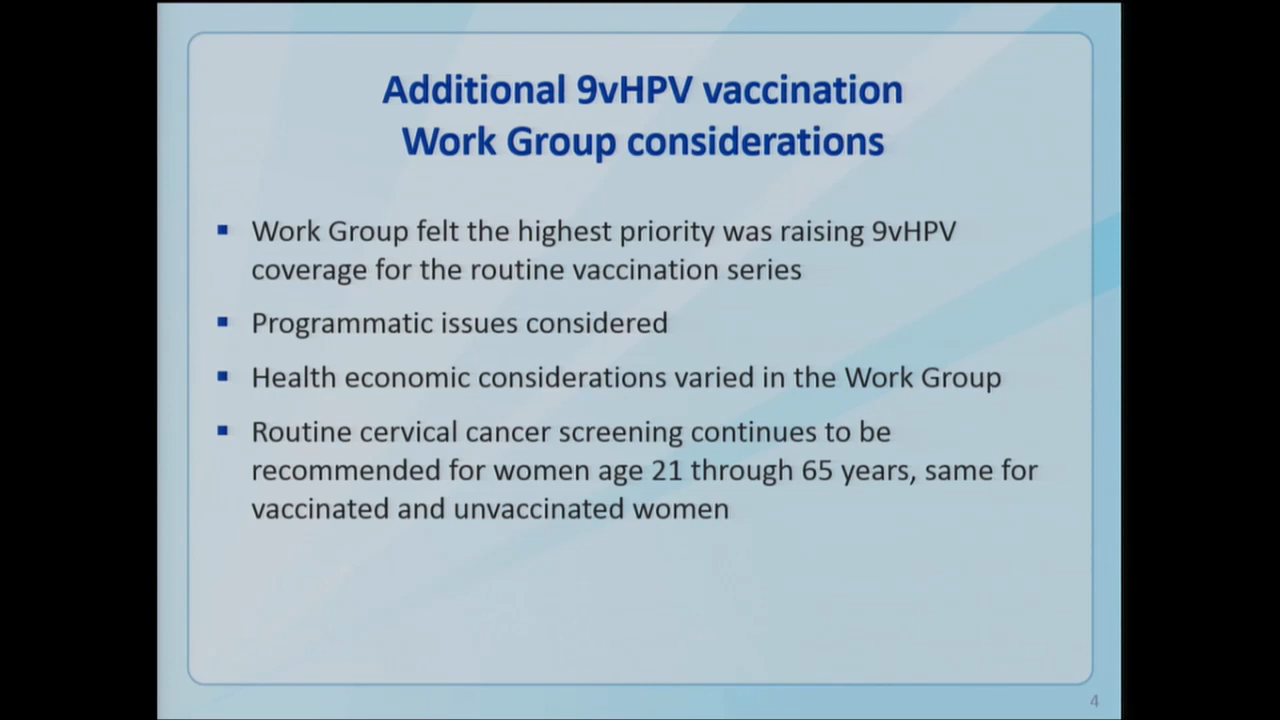 Additional 9vHPV vaccination
Work Group considerations
▪ Work Group felt the highest priority was raising 9vHPV
coverage for the routine vaccination series
▪ Programmatic issues considered
▪ Health economic considerations varied in the Work Group
▪ Routine cervical cancer screening continues to be
recommended for women age 21 through 65 years, same for
vaccinated and unvaccinated women
4